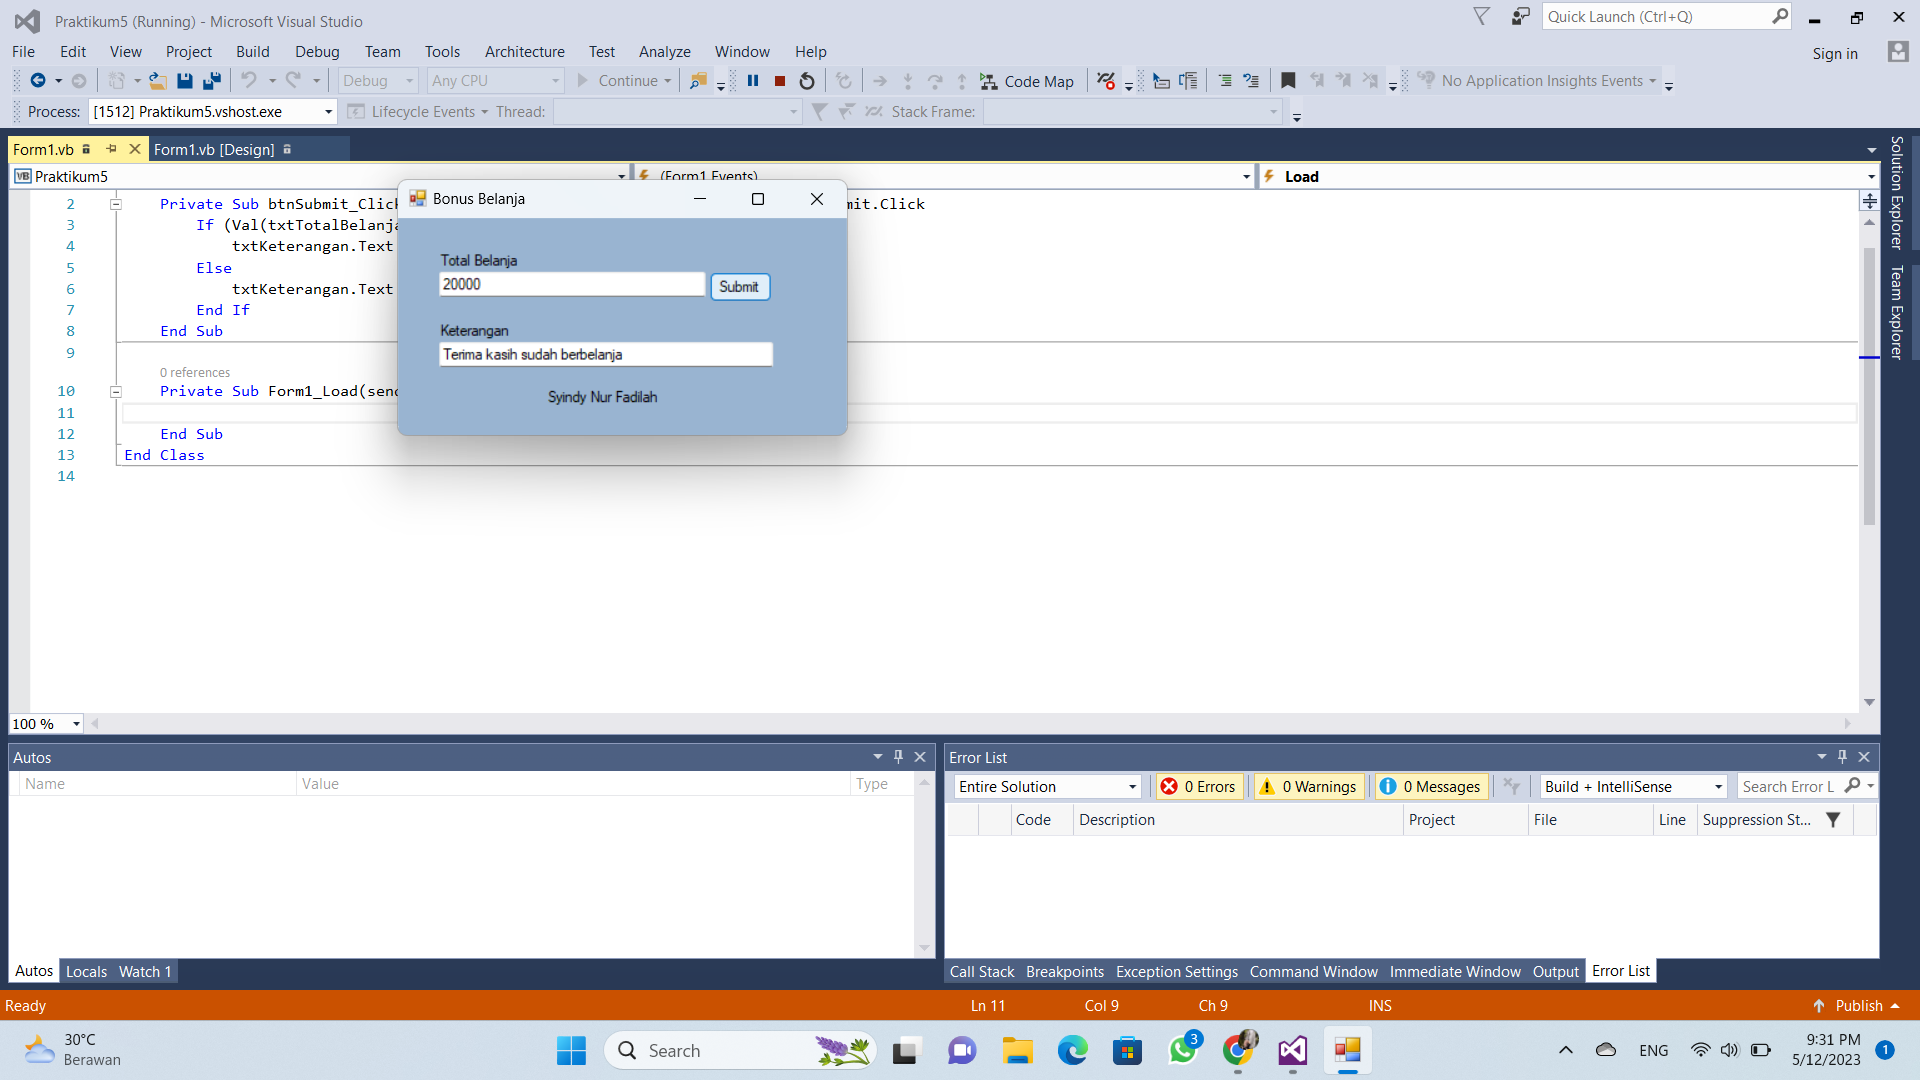 Praktikum5 (Running) - Microsoft Visual Studio
Quick Launch (Ctrl+Q)
File Edit View Project Build Debug Team Tools Architecture Test Analyze Window Help
Sign in
Debug Any CPU Continue Code Map No Application Insights Events
Process: [1512] Praktikum5.vshost.exe Lifecycle Events Thread: Stack Frame:
Form1.vb Form1.vb [Design]
VB Praktikum5 (Form1 Events) Load
2 Private Sub btnSubmit_Click
3 If (Val(txtTotalBelanja
4 txtKeterangan.Text
5 Else
6 txtKeterangan.Text
7 End If
8 End Sub
9
0 references
10 Private Sub Form1_Load(send
11
12 End Sub
13 End Class
14
mit.Click
Bonus Belanja
Total Belanja
20000
Submit
Keterangan
Terima kasih sudah berbelanja
Syindy Nur Fadilah
Solution Explorer
Team Explorer
100 %
Autos
Name Value Type
Autos Locals Watch 1
Error List
Entire Solution 0 Errors 0 Warnings 0 Messages Build + IntelliSense Search Error L
Code Description Project File Line Suppression St...
Call Stack Breakpoints Exception Settings Command Window Immediate Window Output Error List
Ready Ln 11 Col 9 Ch 9 INS Publish
30°C
Berawan
Search
3
ENG
9:31 PM
5/12/2023
1